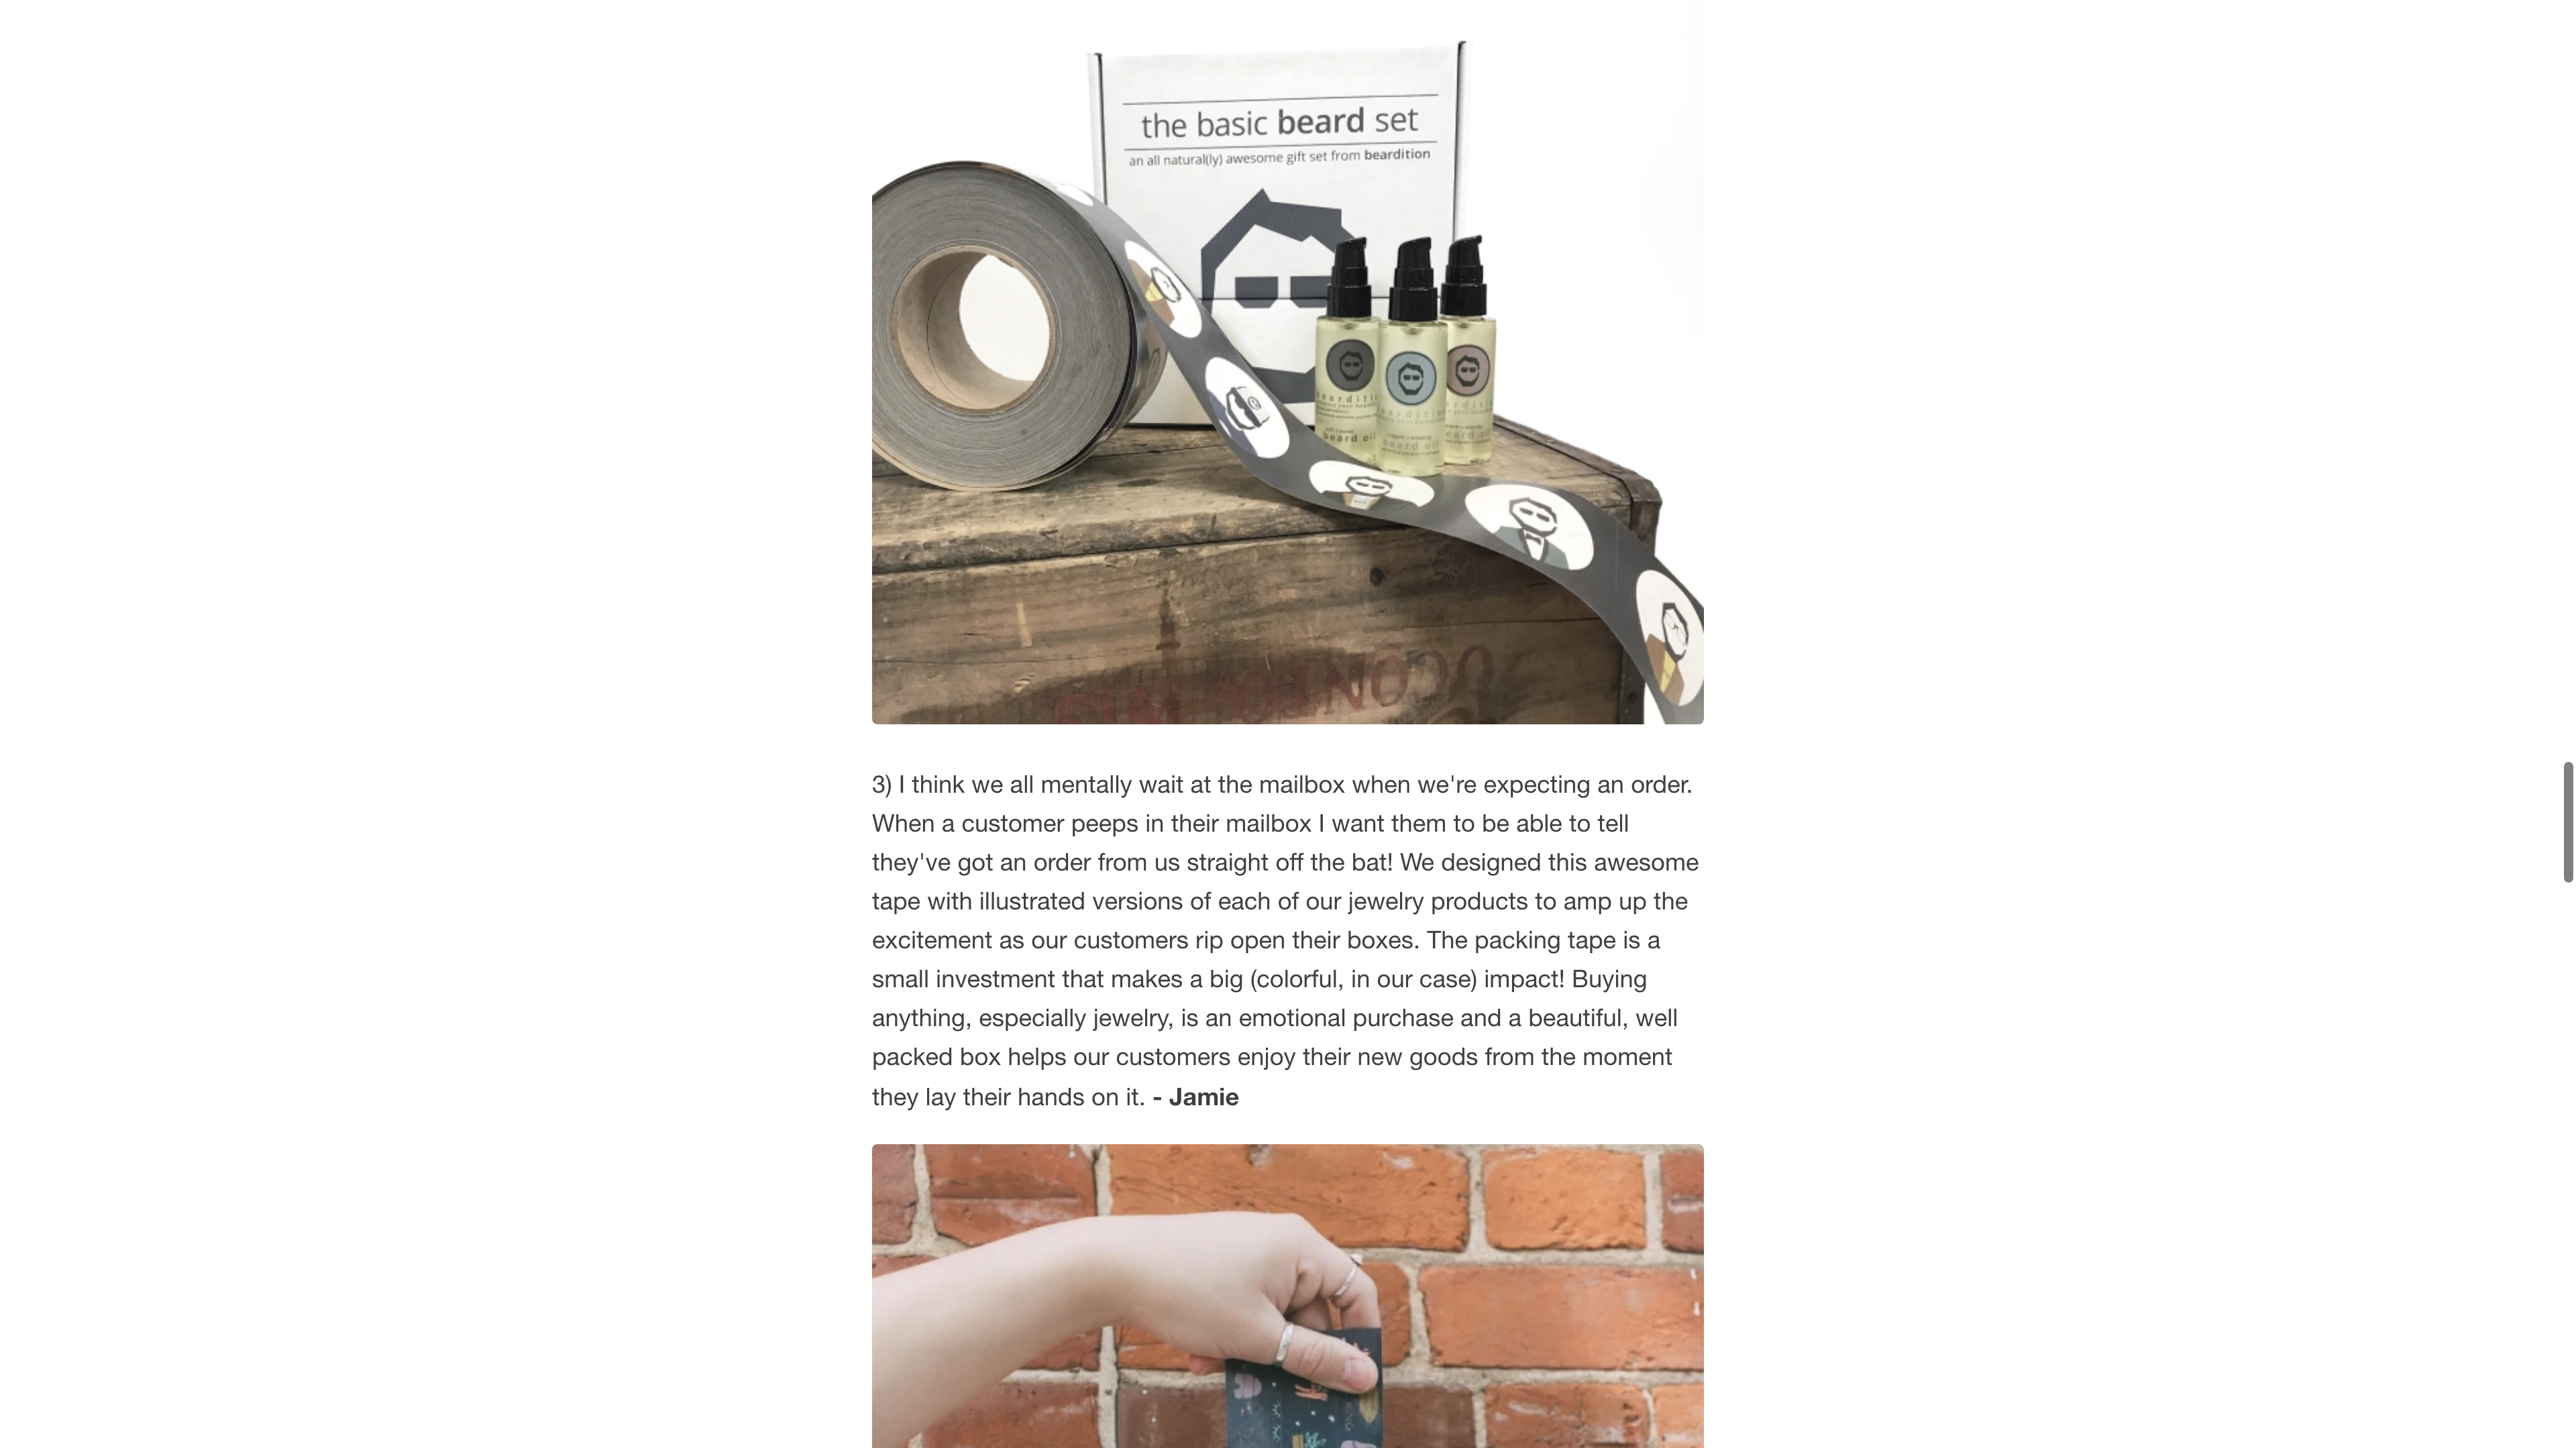 the basic beard set
an all natural(ly) awesome gift set from beardition
beard oil
beard oil
3) I think we all mentally wait at the mailbox when we're expecting an order.
When a customer peeps in their mailbox I want them to be able to tell
they've got an order from us straight off the bat! We designed this awesome
tape with illustrated versions of each of our jewelry products to amp up the
excitement as our customers rip open their boxes. The packing tape is a
small investment that makes a big (colorful, in our case) impact! Buying
anything, especially jewelry, is an emotional purchase and a beautiful, well
packed box helps our customers enjoy their new goods from the moment
they lay their hands on it. - Jamie